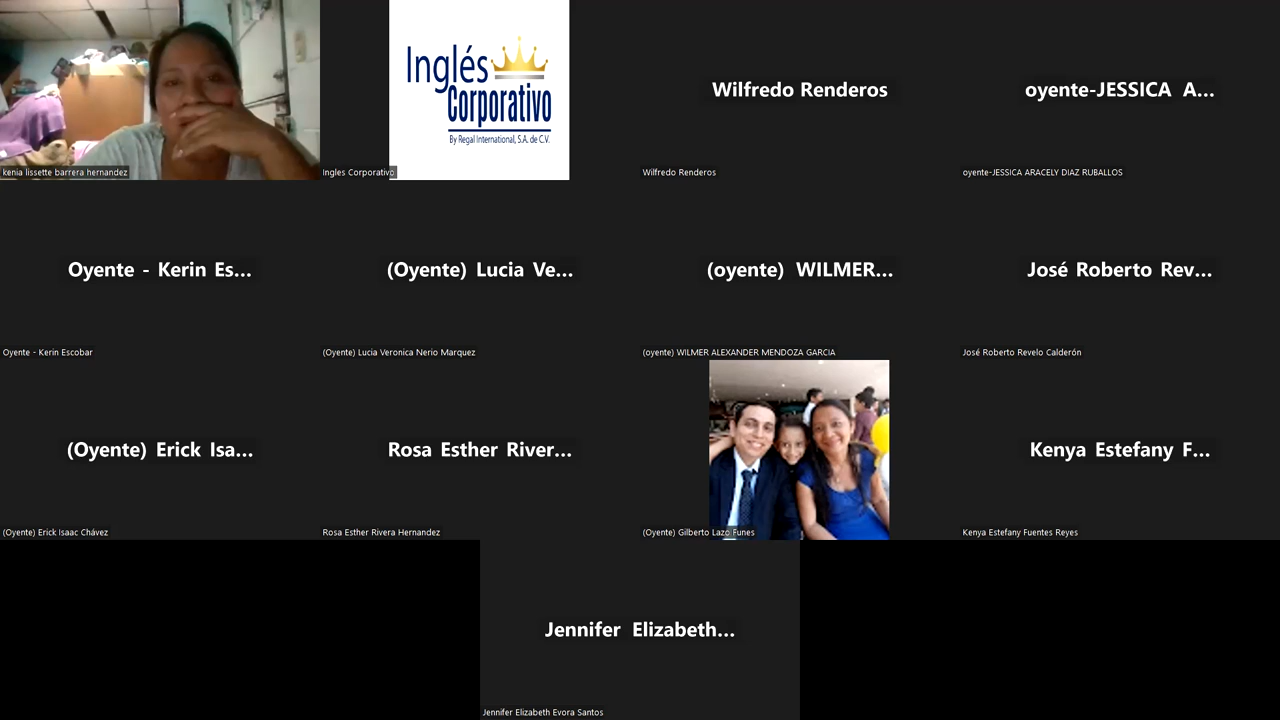 kenia lissette barrera hernandez
Inglés
Corporativo
By Regal International, S.A. de C.V.
Ingles Corporativo
Wilfredo Renderos
Wilfredo Renderos
oyente-JESSICA A...
oyente-JESSICA ARACELY DIAZ RUBALLOS
Oyente - Kerin Es...
Oyente - Kerin Escobar
(Oyente) Lucia Ve...
(Oyente) Lucia Veronica Nerio Marquez
(oyente) WILMER...
(oyente) WILMER ALEXANDER MENDOZA GARCIA
José Roberto Rev...
José Roberto Revelo Calderón
(Oyente) Erick Isa...
(Oyente) Erick Isaac Chávez
Rosa Esther River...
Rosa Esther Rivera Hernandez
(Oyente) Gilberto Lazo Funes
Kenya Estefany F...
Kenya Estefany Fuentes Reyes
Jennifer Elizabeth...
Jennifer Elizabeth Evora Santos